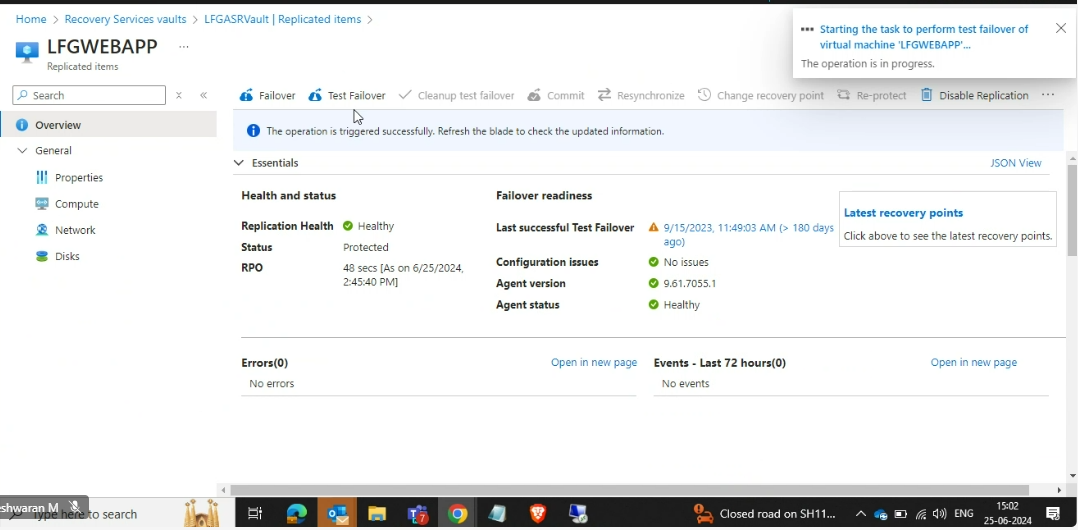 Home > Recovery Services vaults > LFGASRVault | Replicated items >
LFGWEBAPP ...
Replicated items
Starting the task to perform test failover of
virtual machine 'LFGWEBAPP'...
The operation is in progress.
Search
Failover Test Failover Cleanup test failover Commit Resynchronize Change recovery point Re-protect Disable Replication ...
Overview
General
Properties
Compute
Network
Disks
The operation is triggered successfully. Refresh the blade to check the updated information.
Essentials
JSON View
Health and status
Replication Health Healthy
Status Protected
RPO 48 secs [As on 6/25/2024,
2:45:40 PM]
Failover readiness
Last successful Test Failover 9/15/2023, 11:49:03 AM (> 180 days
ago)
Configuration issues No issues
Agent version 9.61.7055.1
Agent status Healthy
Latest recovery points
Click above to see the latest recovery points.
Errors(0) Open in new page
No errors
Events - Last 72 hours(0) Open in new page
No events
eshwaran M
Type here to search
7
Closed road on SH11...
ENG
15:02
25-06-2024